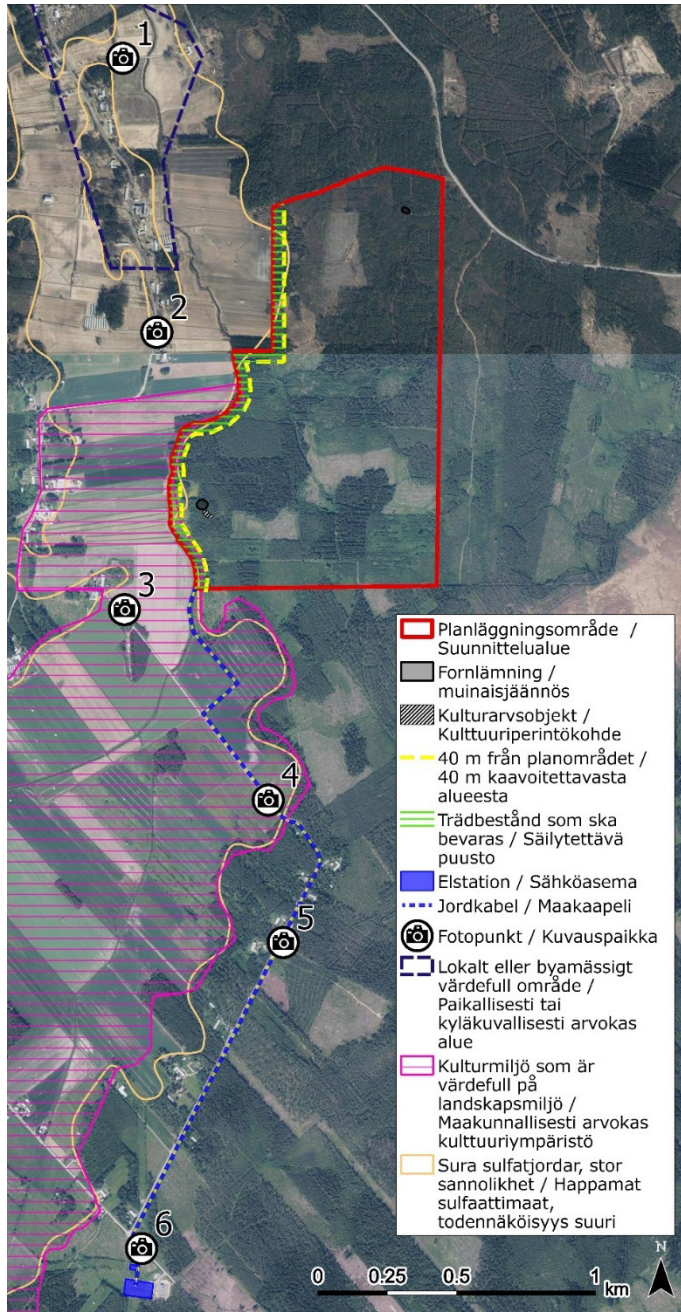 1
2
3
4
5
6
Planläggningsområde /
Suunnittelualue
Fornlämning /
muinaisjäännös
Kulturarvsobjekt /
Kulttuuriperintökohde
40 m från planområdet /
40 m kaavoitettavasta
alueesta
Trädbestånd som ska
bevaras / Säilytettävä
puusto
Elstation / Sähköasema
Jordkabel / Maakaapeli
Fotopunkt / Kuvauspaikka
Lokalt eller byamässigt
värdefull område /
Paikallisesti tai
kyläkuvallisesti arvokas
alue
Kulturmiljö som är
värdefull på
landskapsmiljö /
Maakunnallisesti arvokas
kulttuuriympäristö
Sura sulfatjordar, stor
sannolikhet / Happamat
sulfaattimaat,
todennäköisyys suuri
N
0 0.25 0.5 1
km